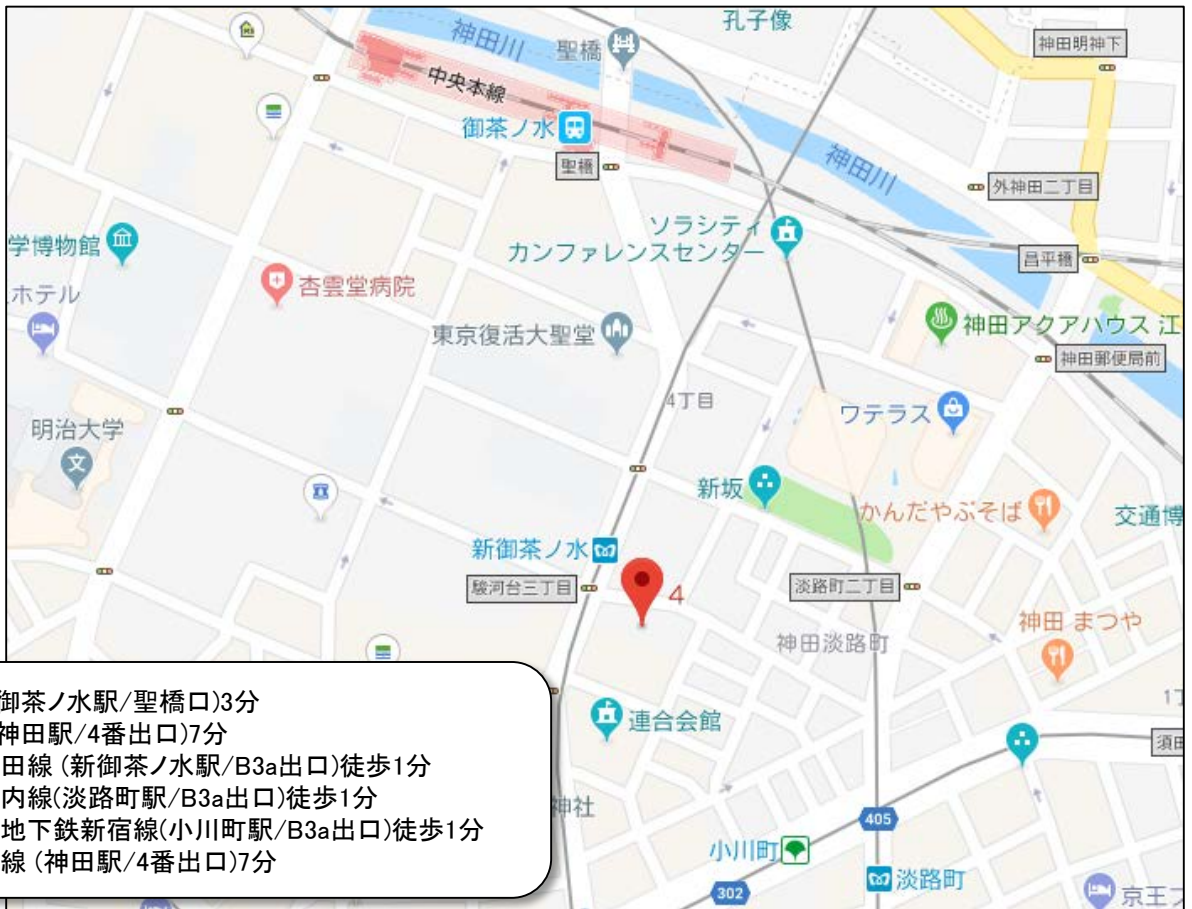 孔子像
神田川
聖橋
神田明神下
中央本線
御茶ノ水
聖橋
神田川
外神田二丁目
学博物館
ソラシティ
カンファレンスセンター
昌平橋
ホテル
杏雲堂病院
東京復活大聖堂
神田アクアハウス 江
神田郵便局前
4丁目
ワテラス
明治大学
文
新坂
かんだやぶそば
交通博
新御茶ノ水
駿河台三丁目
4
淡路町二丁目
神田 まつや
神田淡路町
御茶ノ水駅/聖橋口)3分
神田駅/4番出口)7分
田線 (新御茶ノ水駅/B3a出口)徒歩1分
内線(淡路町駅/B3a出口)徒歩1分
地下鉄新宿線(小川町駅/B3a出口)徒歩1分
線 (神田駅/4番出口)7分
連合会館
須田
神社
405
小川町
淡路町
302
京王